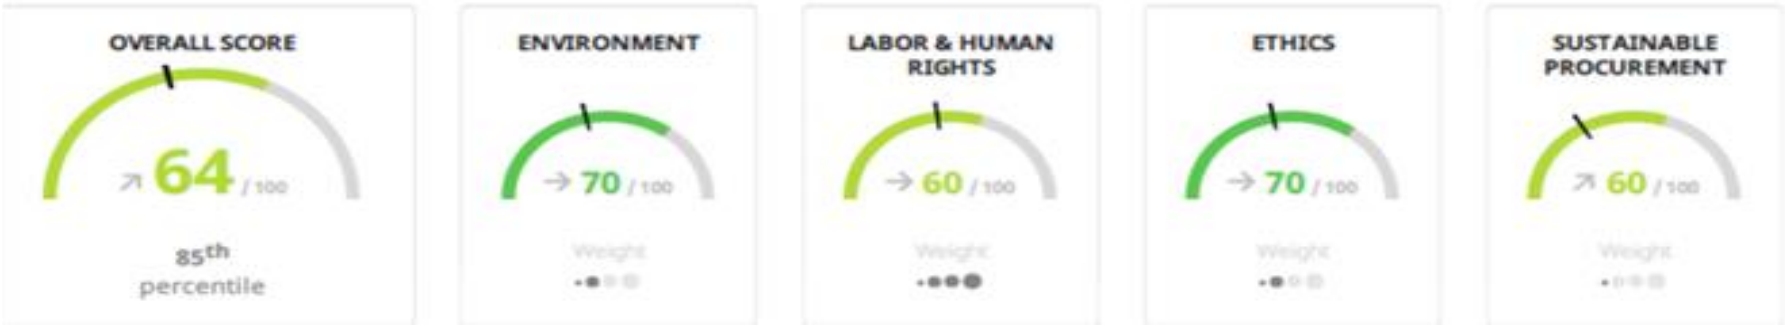 OVERALL SCORE
64 / 100
85th
percentile
ENVIRONMENT
70 / 100
Weight
LABOR & HUMAN
RIGHTS
60 / 100
Weight
ETHICS
70 / 100
Weight
SUSTAINABLE
PROCUREMENT
60 / 100
Weight